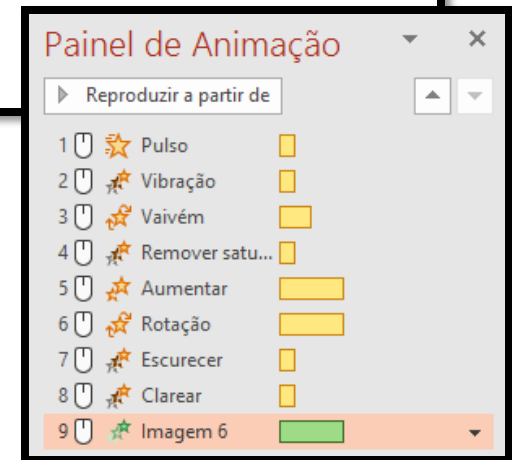 Painel de Animação
Reproduzir a partir de
1 Pulso
2 Vibração
3 Vaivém
4 Remover satu...
5 Aumentar
6 Rotação
7 Escurecer
8 Clarear
9 Imagem 6